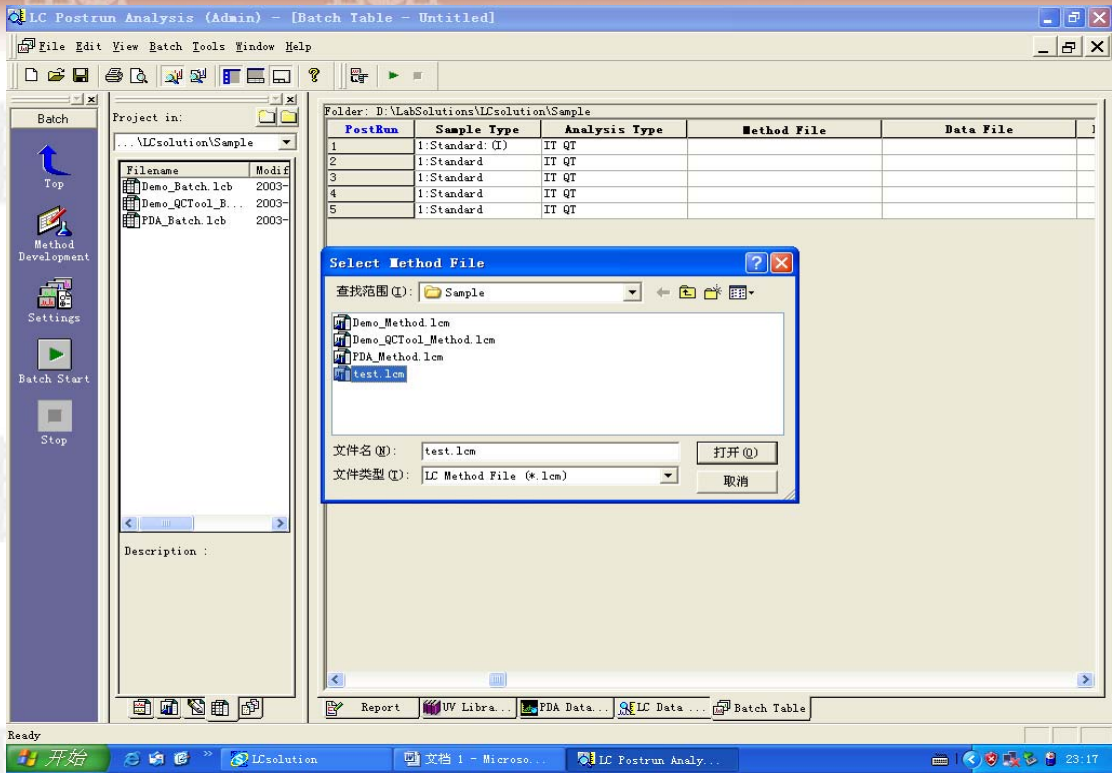 LC Postrun Analysis (Admin) - [Batch Table - Untitled]
File Edit View Batch Tools Window Help
Batch
Top
Method
Development
Settings
Batch Start
Stop
Project in:
...\LCsolution\Sample
Filename Modif
Demo_Batch.lcb 2003-
Demo_QCTool_B... 2003-
PDA_Batch.lcb 2003-
Description :
Folder: D:\LabSolutions\LCsolution\Sample
PostRun Sample Type Analysis Type Method File Data File
1 1:Standard:(I) IT QT
2 1:Standard IT QT
3 1:Standard IT QT
4 1:Standard IT QT
5 1:Standard IT QT
Select Method File
查找范围(I): Sample
Demo_Method.lcm
Demo_QCTool_Method.lcm
PDA_Method.lcm
test.lcm
文件名(N): test.lcm 打开(O)
文件类型(T): LC Method File (*.lcm) 取消
Report UV Libra... PDA Data... LC Data ... Batch Table
Ready
开始 LCsolution 文档 1 - Microso... LC Postrun Analy... 23:17